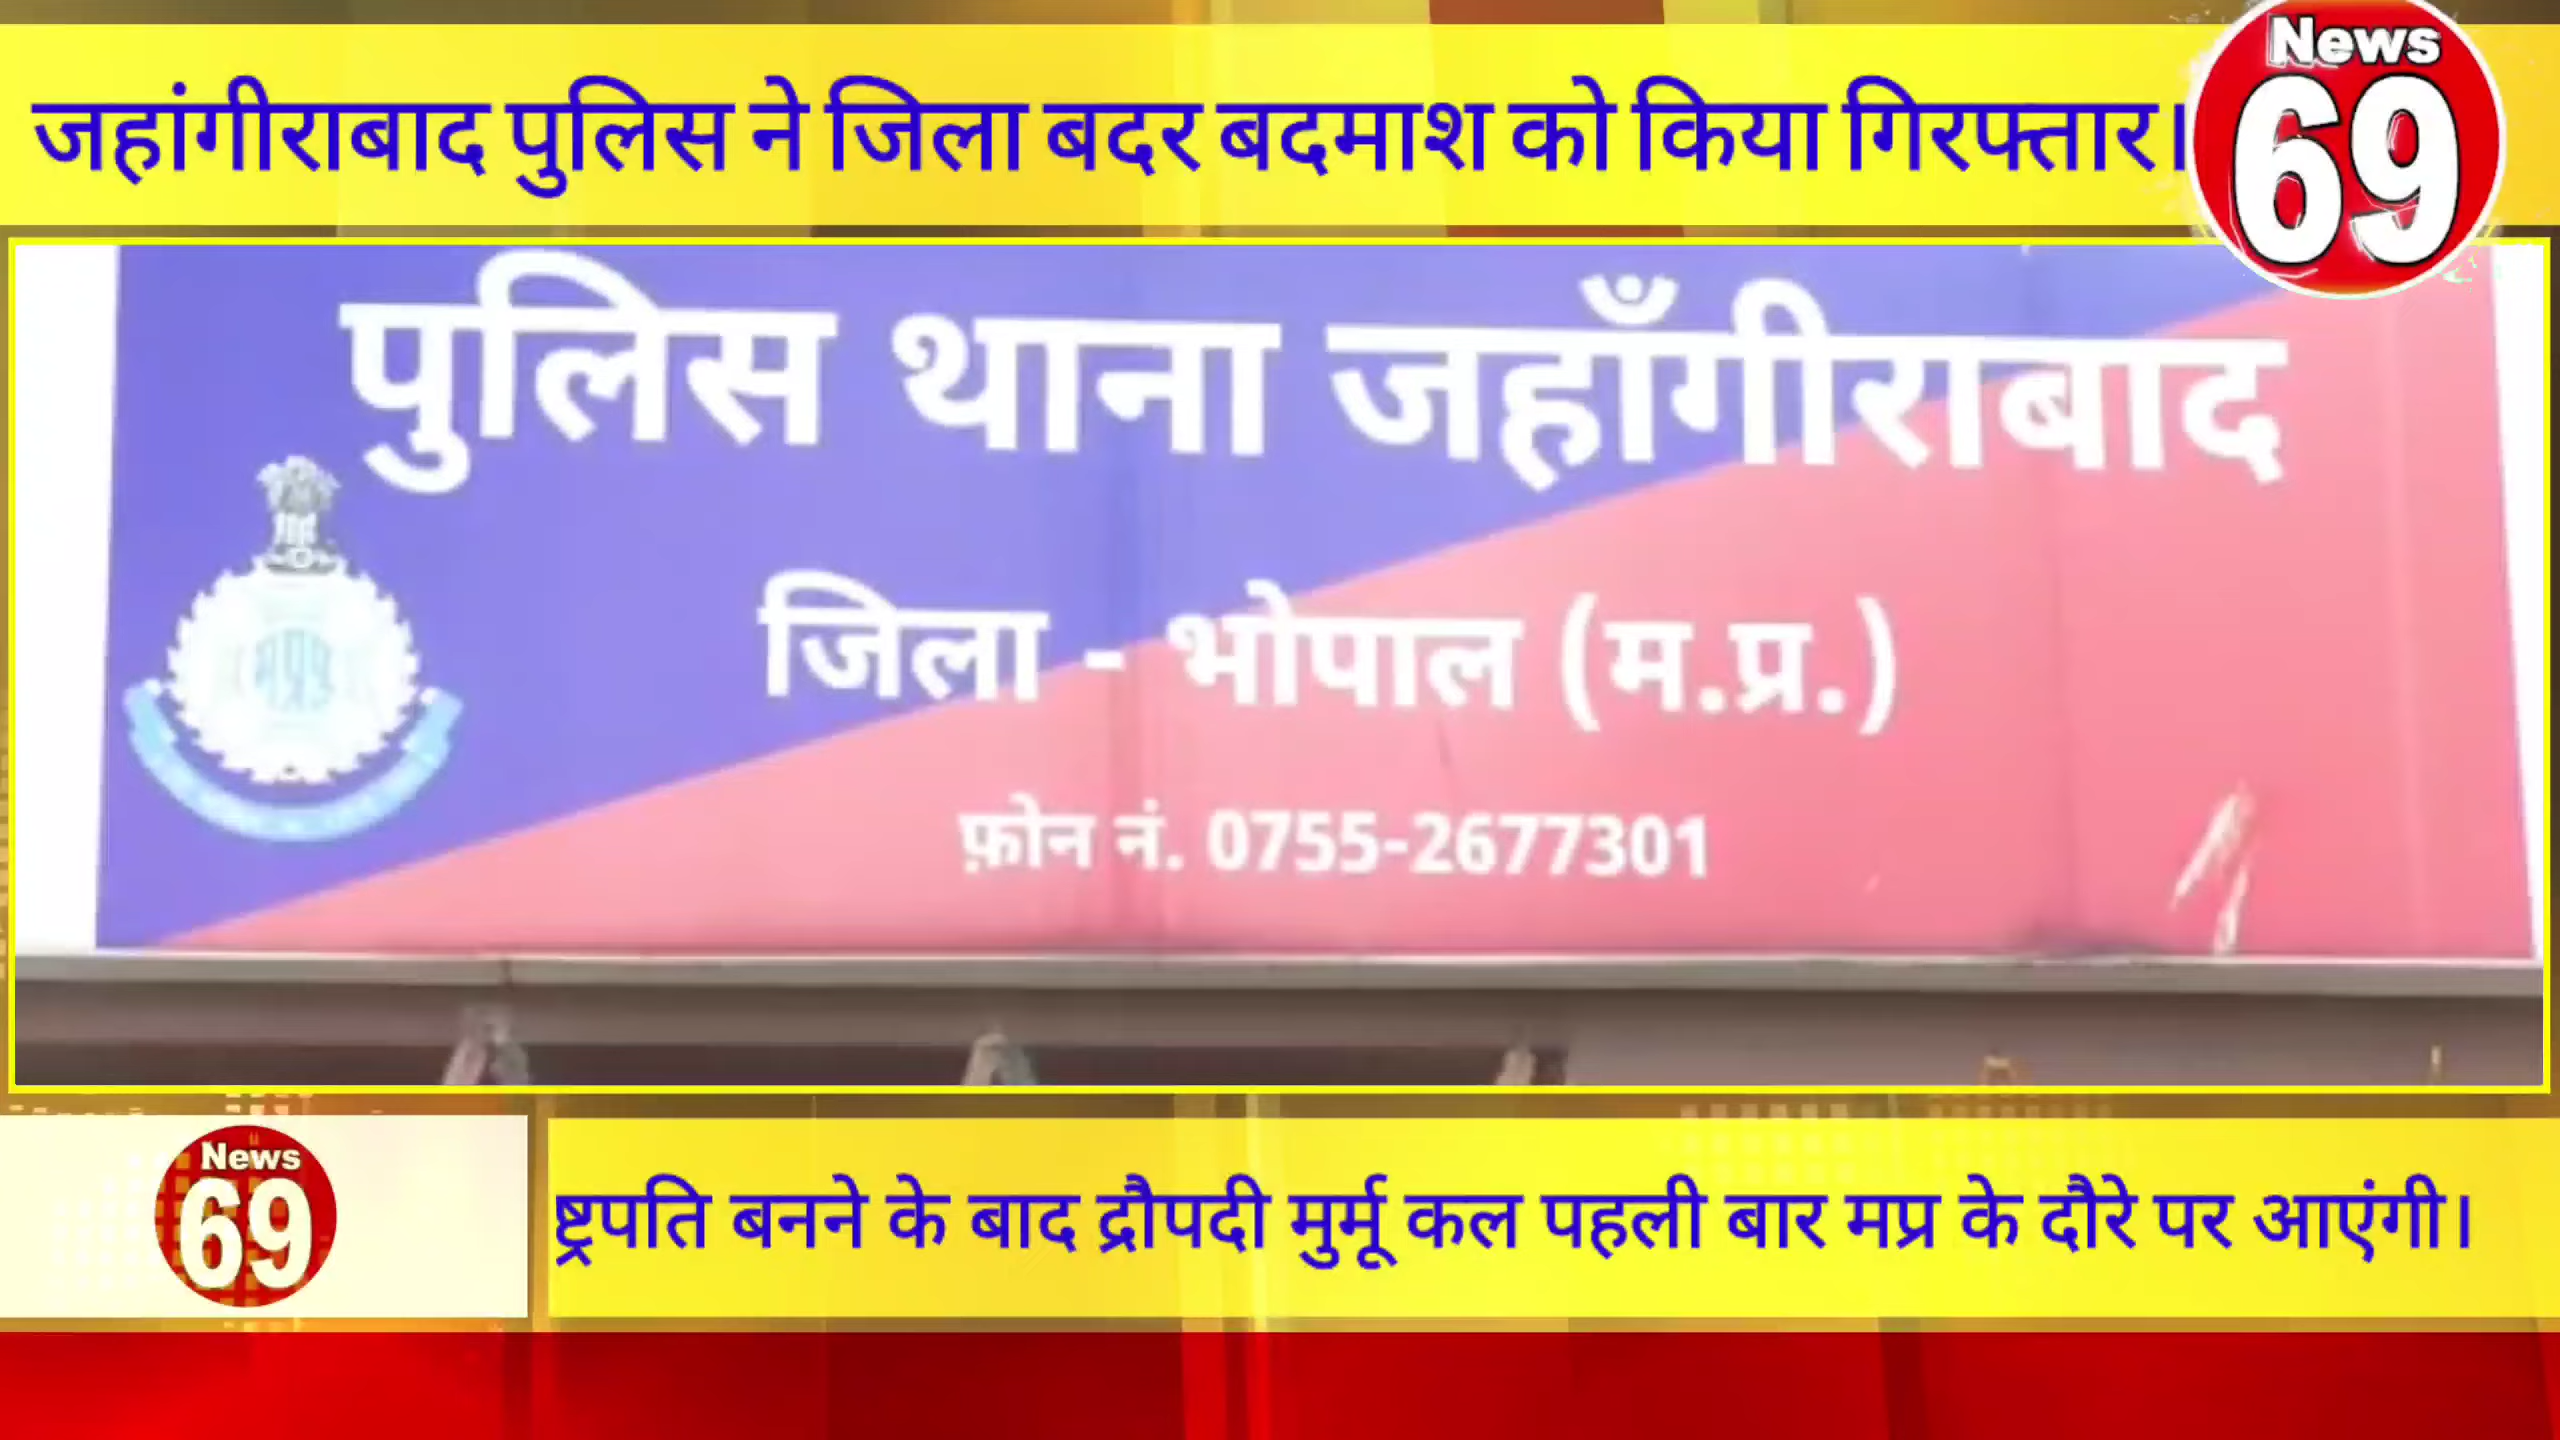 जहांगीराबाद पुलिस ने जिला बदर बदमाश को किया गिरफ्तार।
News
69
पुलिस थाना जहाँगीराबाद
जिला - भोपाल (म.प्र.)
फ़ोन नं. 0755-2677301
News
69
ष्ट्रपति बनने के बाद द्रौपदी मुर्मू कल पहली बार मप्र के दौरे पर आएंगी।